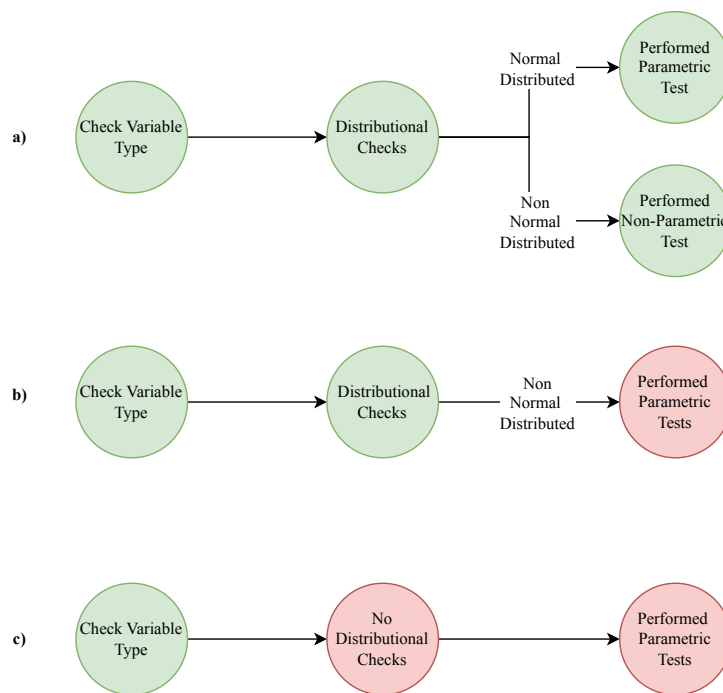 a)
Check Variable
Type
Distributional
Checks
Normal
Distributed
Performed
Parametric
Test
Non
Normal
Distributed
Performed
Non-Parametric
Test
b)
Check Variable
Type
Distributional
Checks
Non
Normal
Distributed
Performed
Parametric
Tests
c)
Check Variable
Type
No
Distributional
Checks
Performed
Parametric
Tests